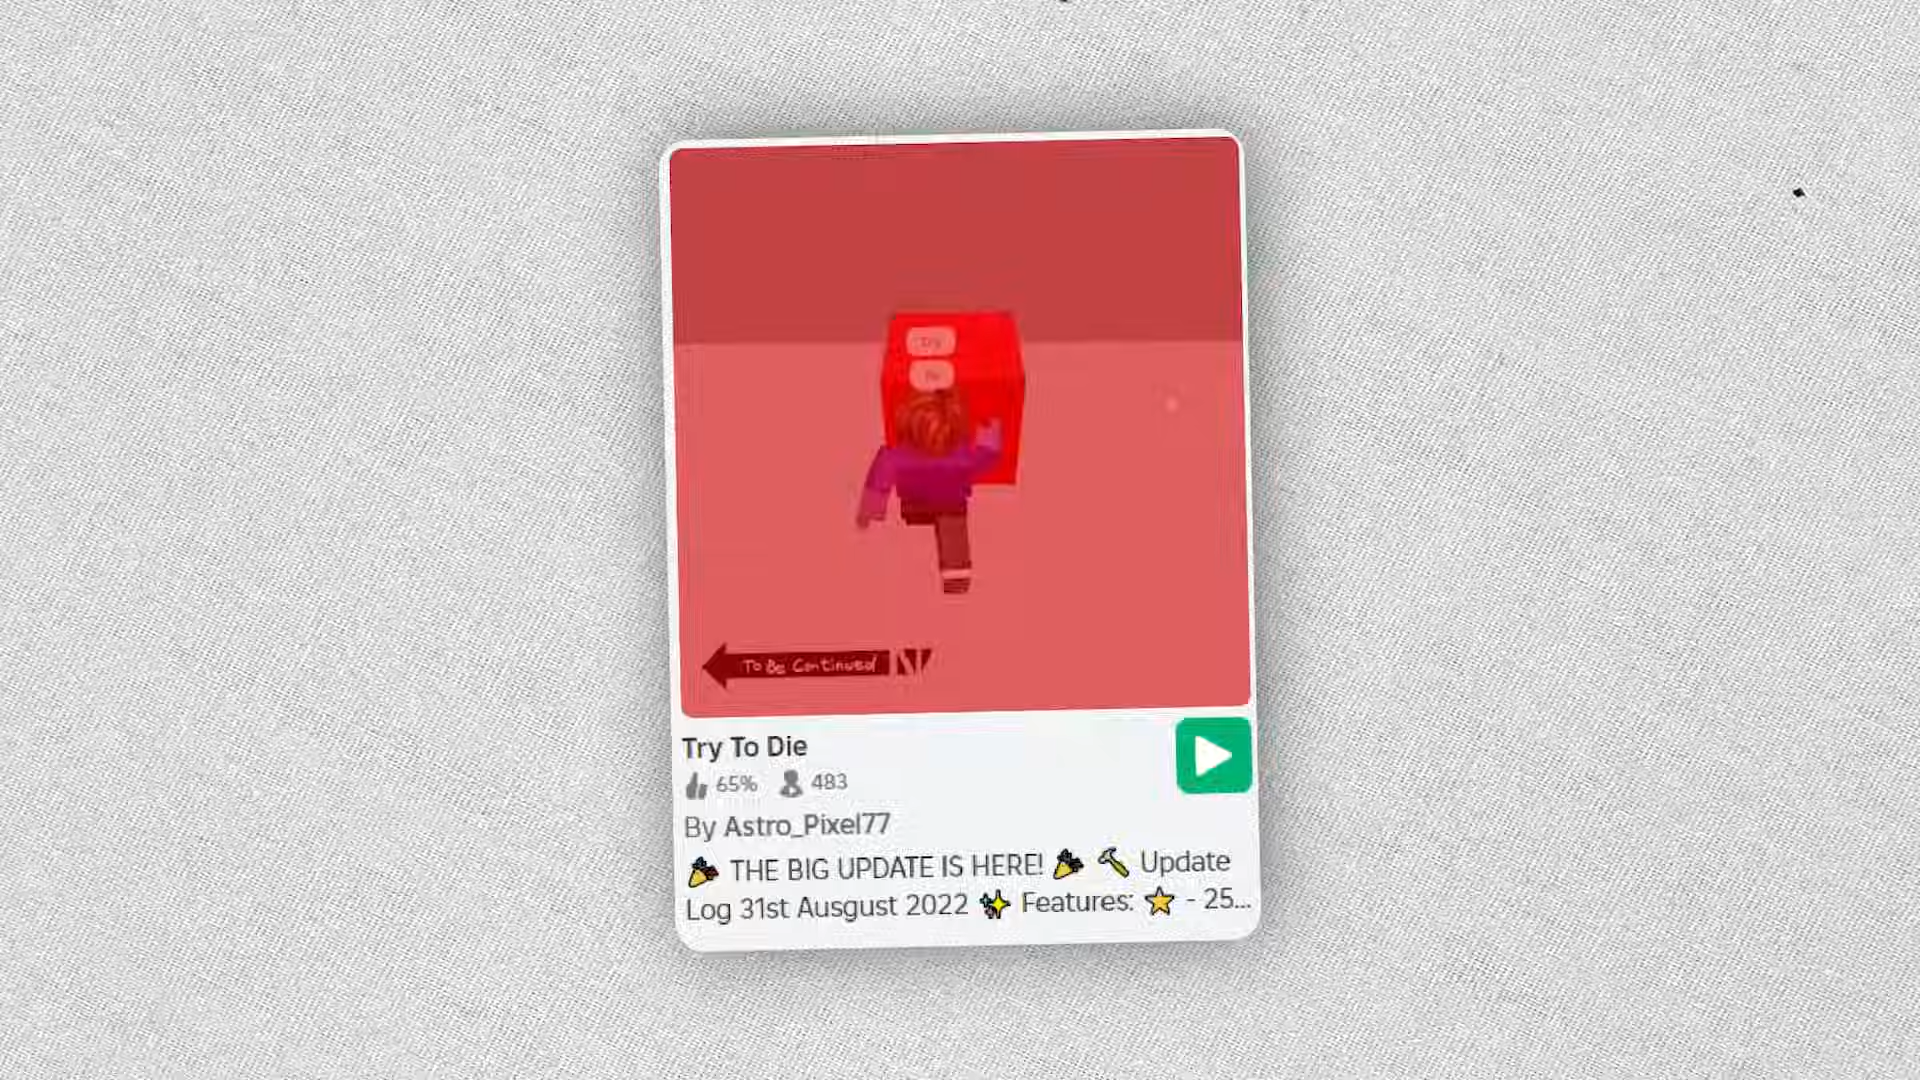 To Be Continued
Try To Die
65% 483
By Astro_Pixel77
🎉 THE BIG UPDATE IS HERE! 🎉 🔨 Update
Log 31st Ausgust 2022 ✨ Features: ⭐ - 25...